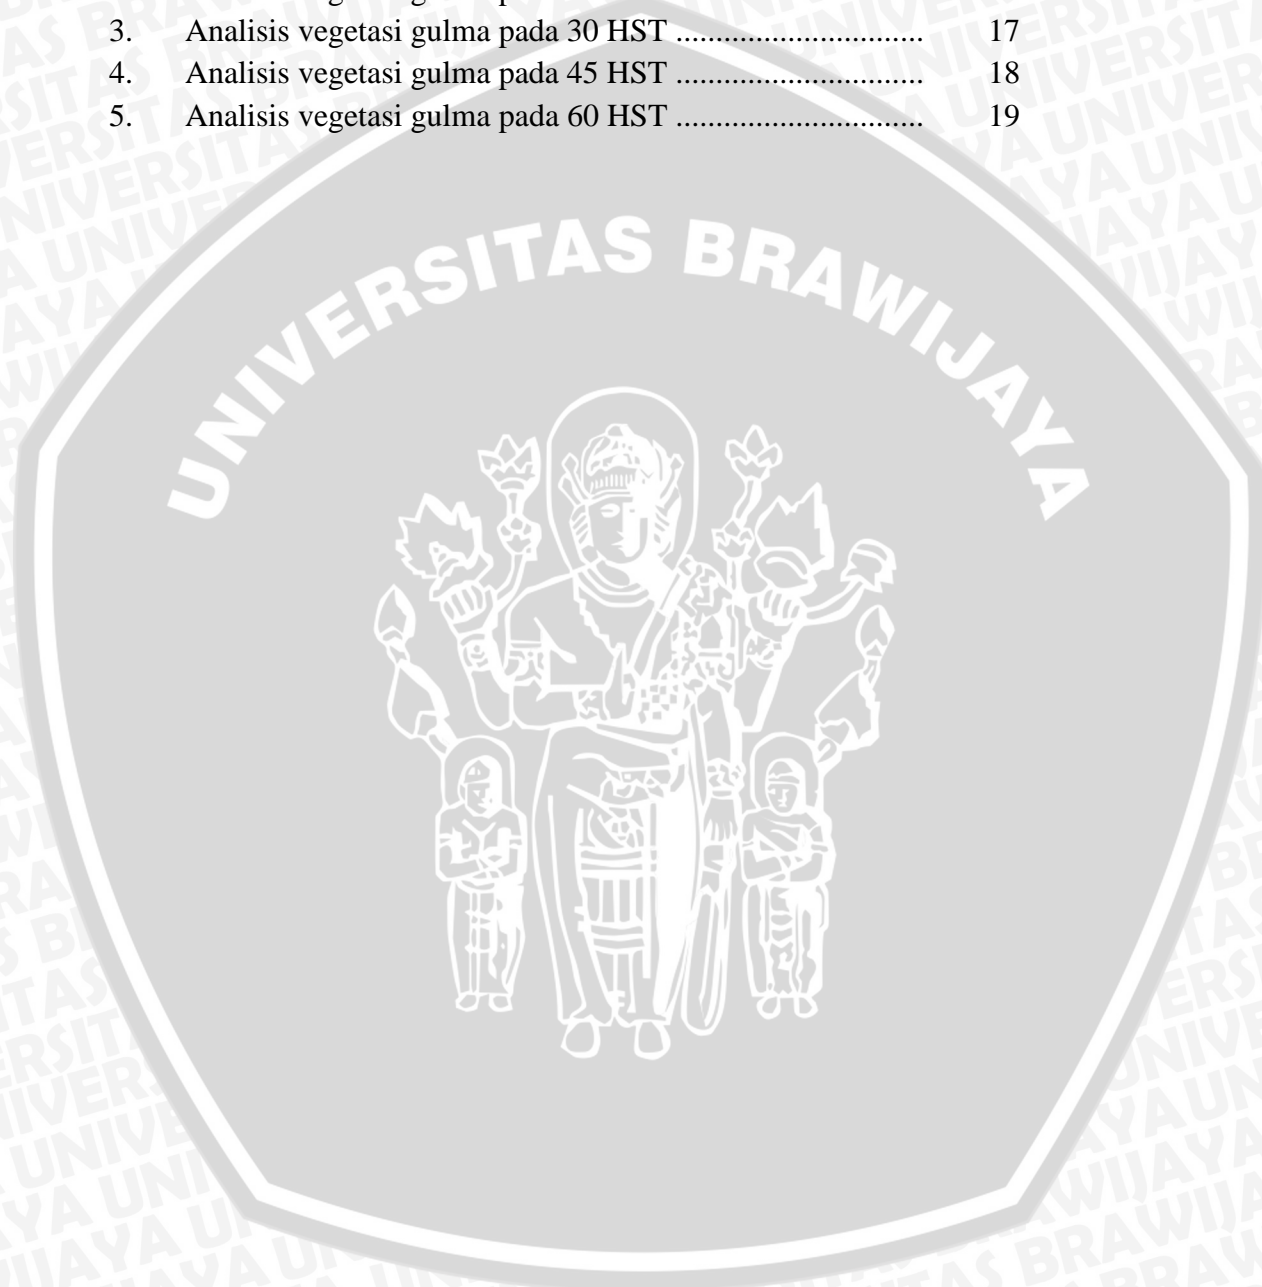 3. Analisis vegetasi gulma pada 30 HST ............................... 17
4. Analisis vegetasi gulma pada 45 HST ............................... 18
5. Analisis vegetasi gulma pada 60 HST ............................... 19
UNIVERSITAS BRAWIJAYA